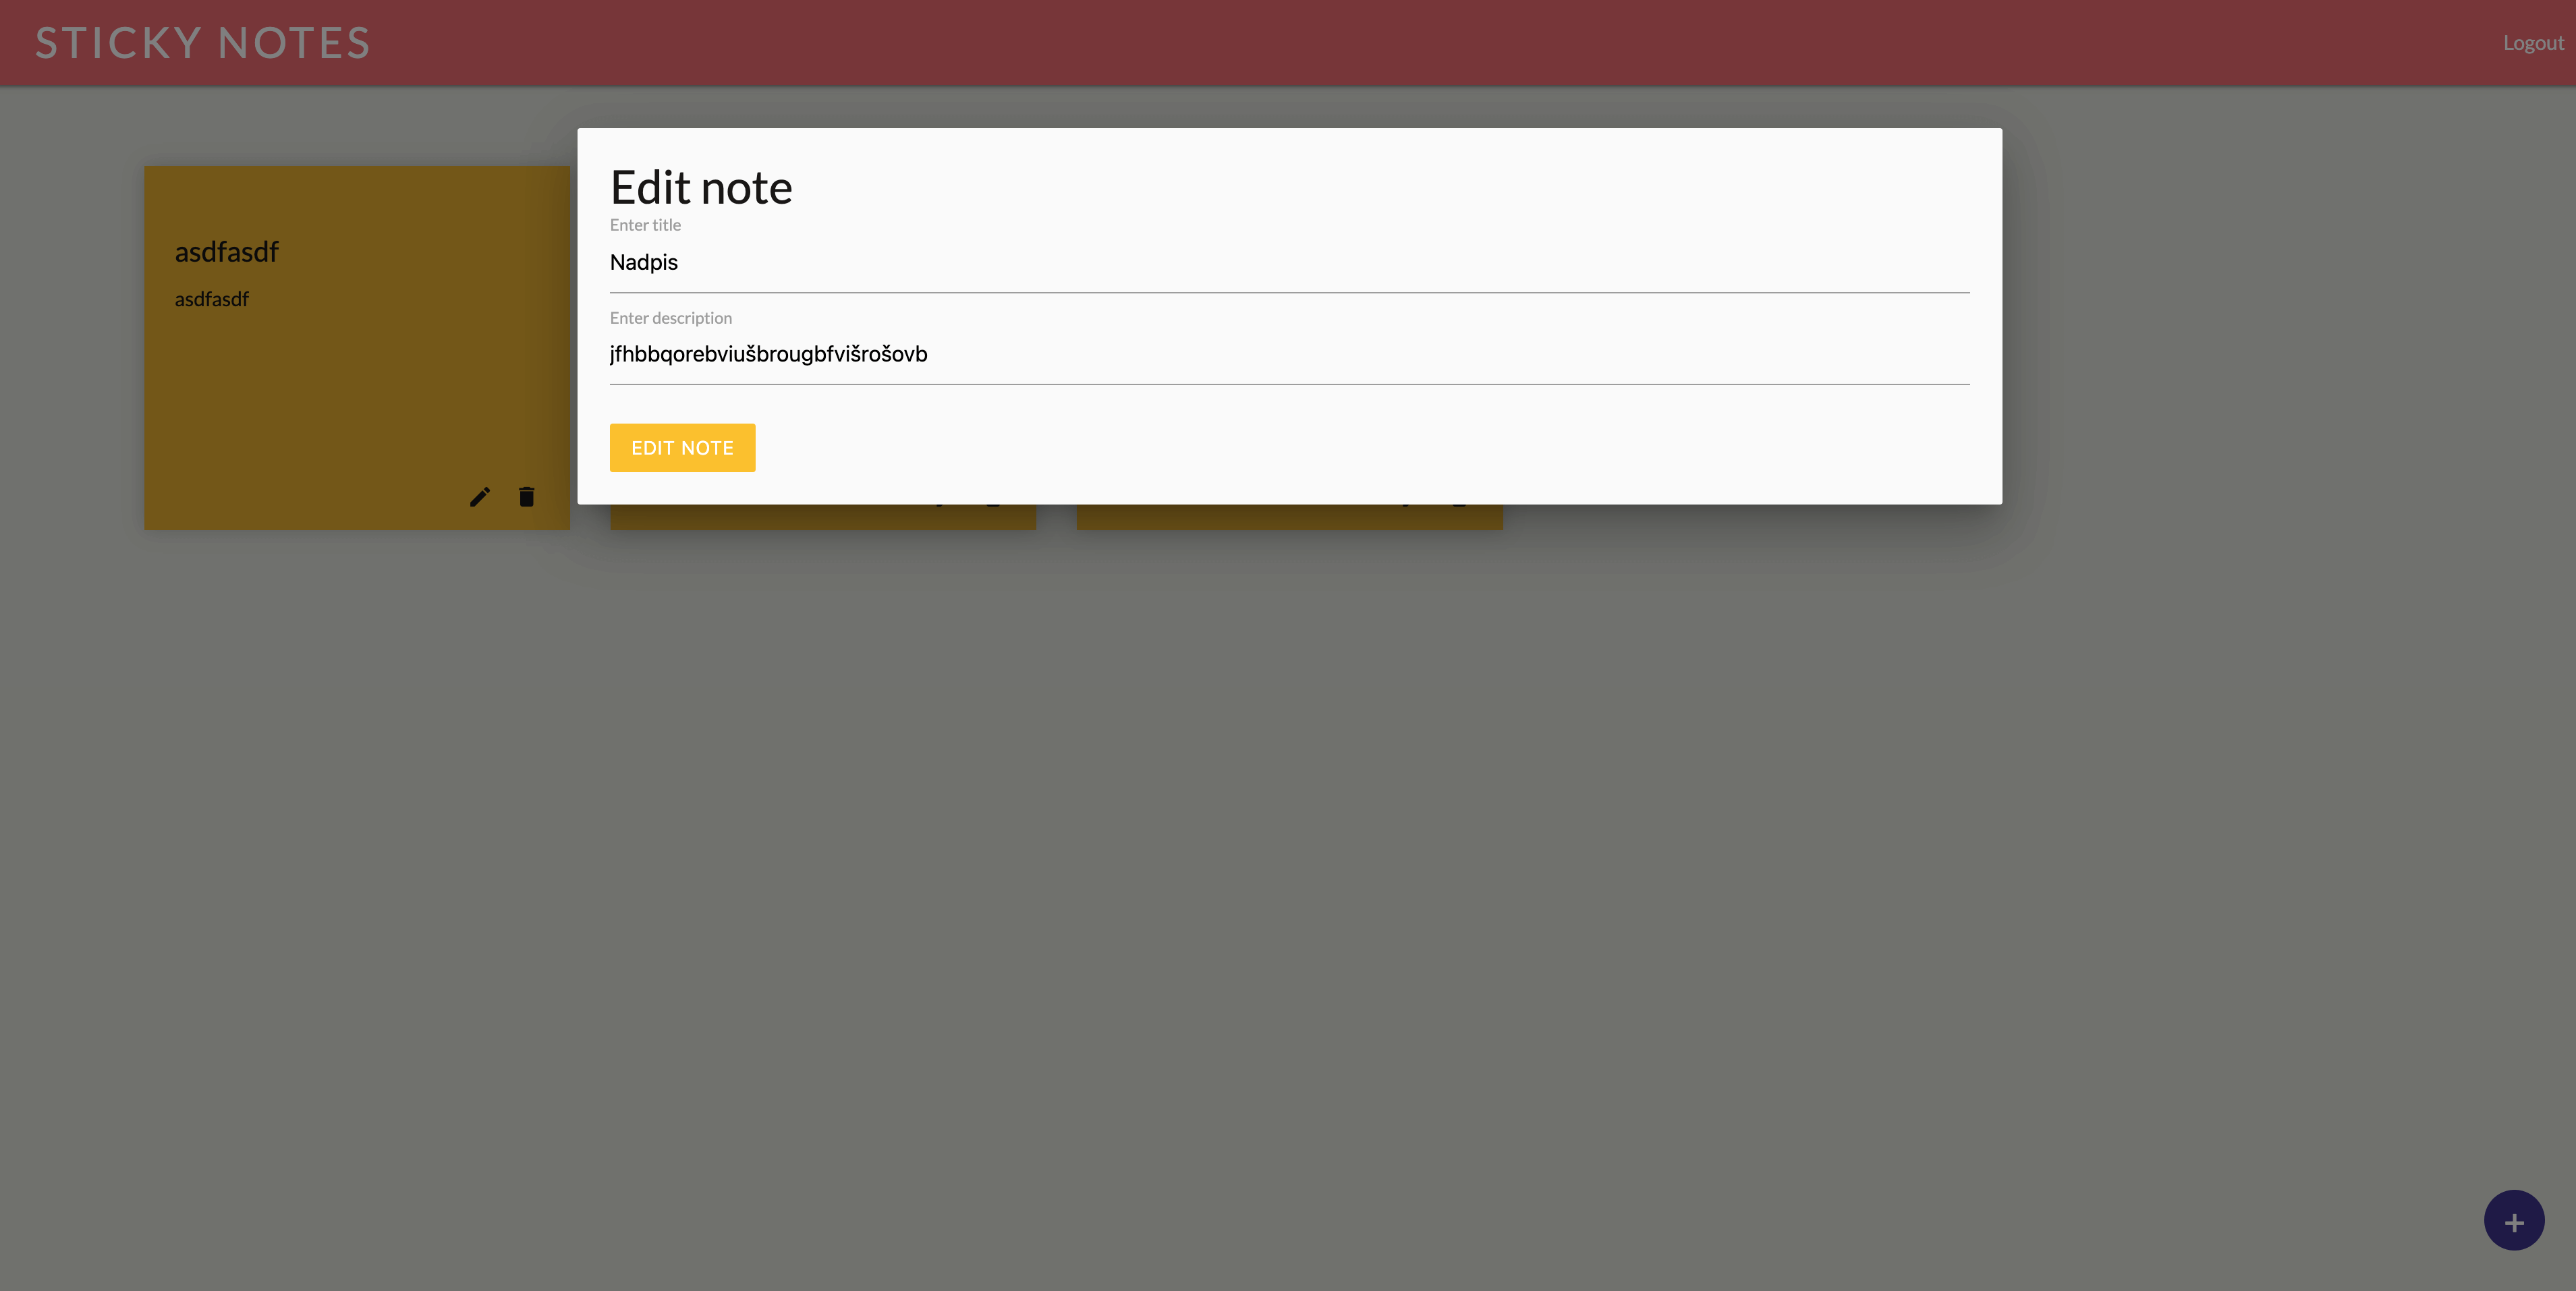 STICKY NOTES
Logout
asdfasdf
asdfasdf
Edit note
Enter title
Nadpis
Enter description
jfhbbqorebviušbrougbfvišrošovb
EDIT NOTE